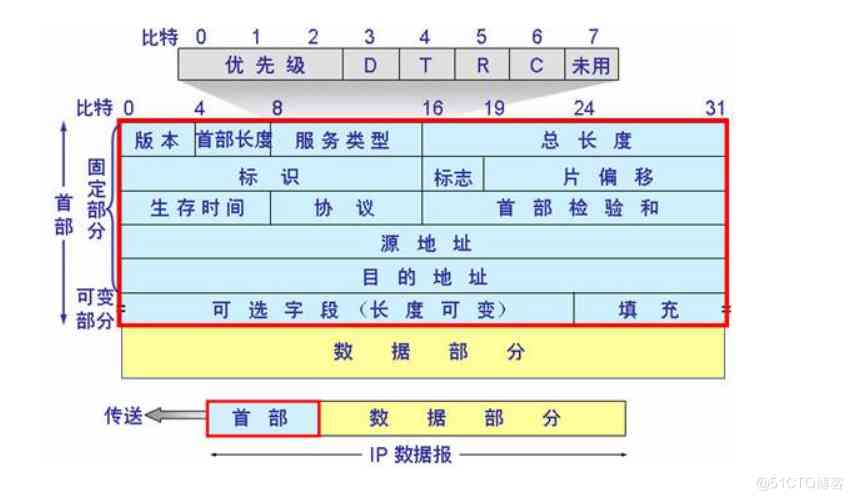 比特 0 1 2 3 4 5 6 7
优先级 D T R C 未用
比特 0 4 8 16 19 24 31
版本 首部长度 服务类型 总长度
标识 标志 片偏移
生存时间 协议 首部检验和
源地址
目的地址
可选字段（长度可变） 填充
首部
固定部分
可变
部分
数据部分
传送 首部 数据部分
IP 数据报
@51CTO博客